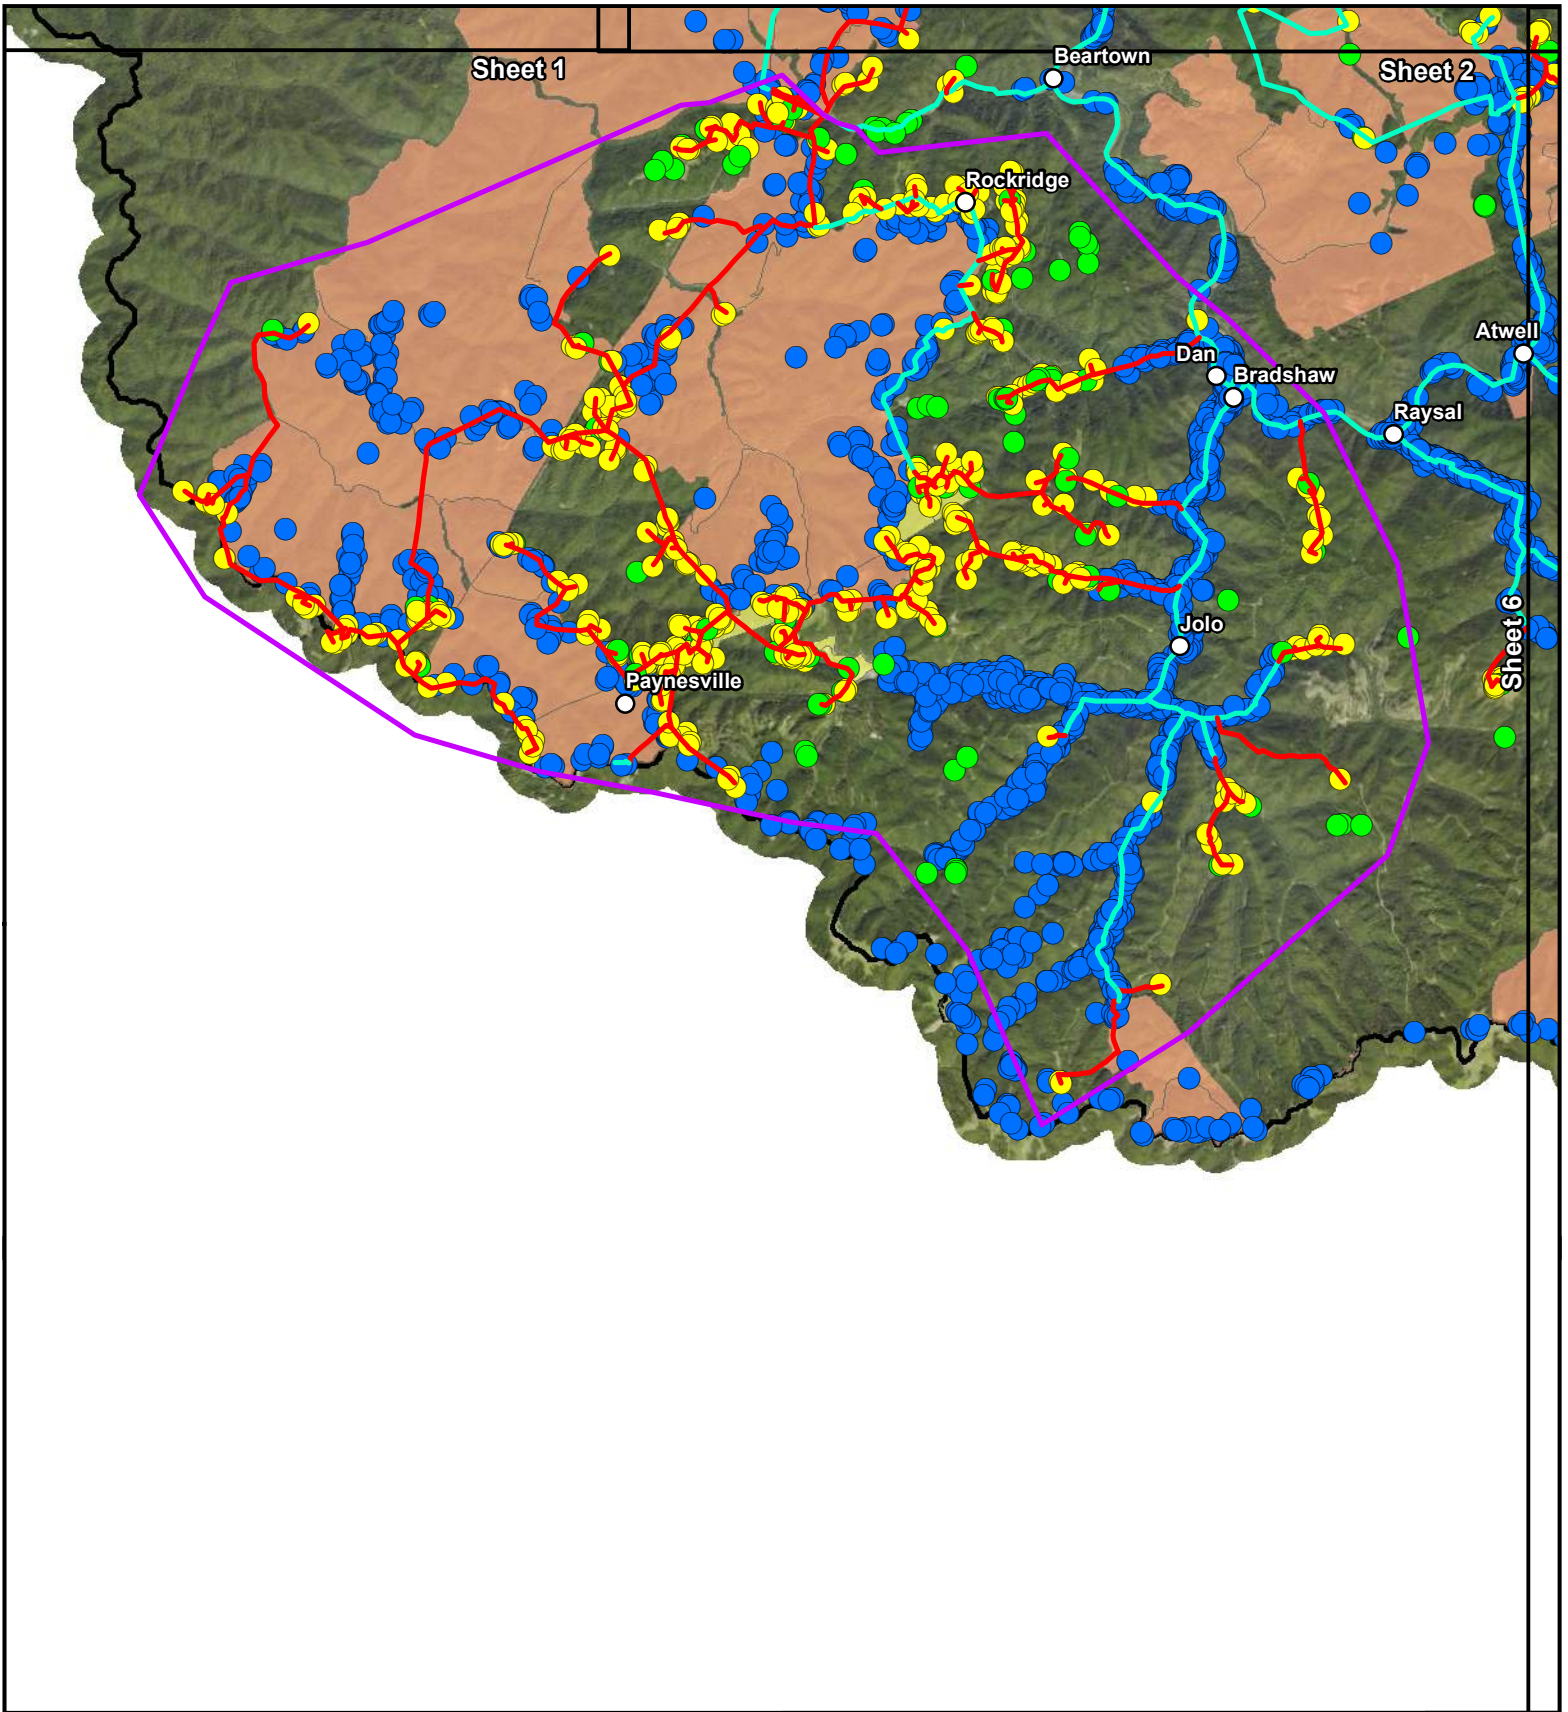 Beartown
Sheet 1
Sheet 2
Rockridge
Atwell
Dan
Bradshaw
Raysal
Sheet 6
Jolo
Paynesville